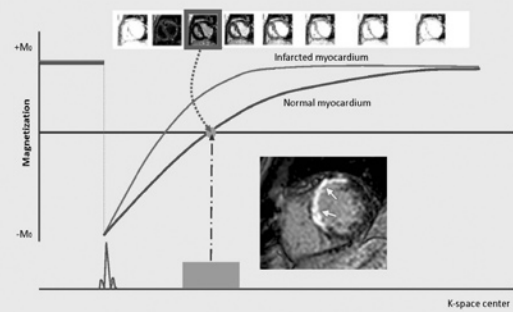 +M₀
Infarcted myocardium
Normal myocardium
Magnetization
-M₀
K-space center